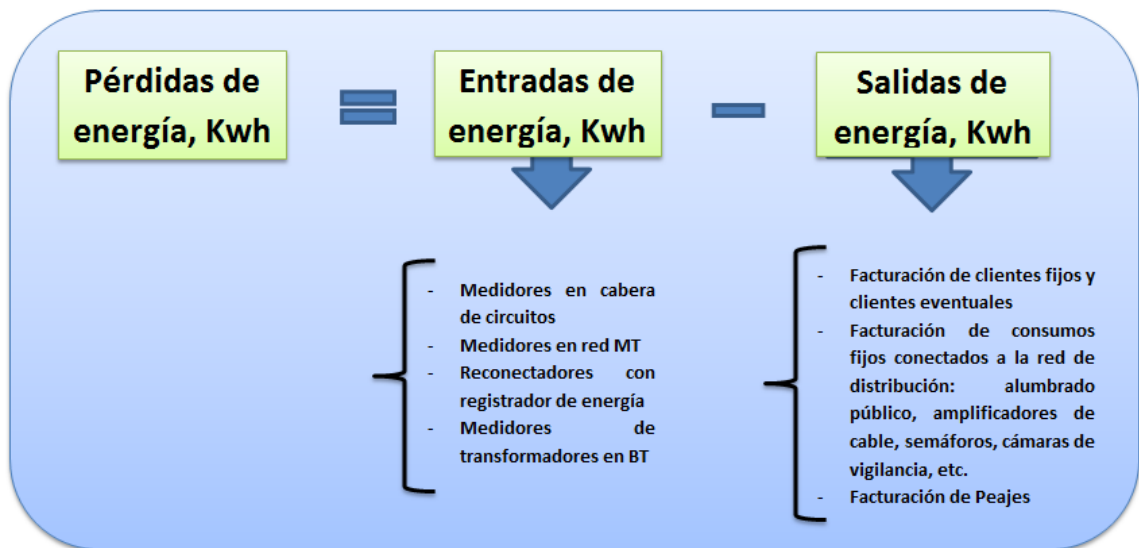 Pérdidas de
energía, Kwh
Entradas de
energía, Kwh
Salidas de
energía, Kwh
- Medidores en cabera
de circuitos
- Medidores en red MT
- Reconectadores con
registrador de energía
- Medidores de
transformadores en BT
- Facturación de clientes fijos y
clientes eventuales
- Facturación de consumos
fijos conectados a la red de
distribución: alumbrado
público, amplificadores de
cable, semáforos, cámaras de
vigilancia, etc.
- Facturación de Peajes